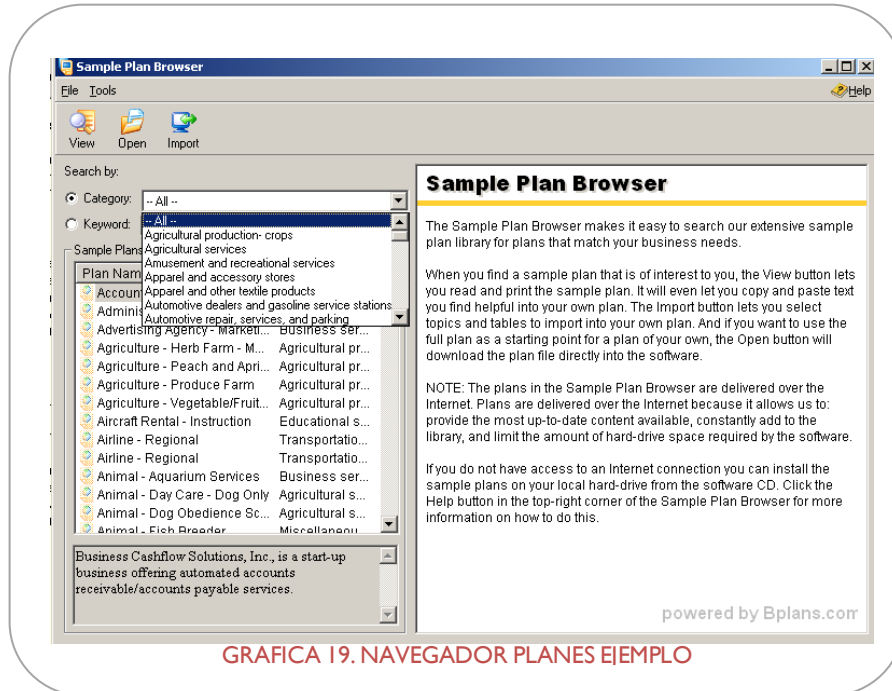 Sample Plan Browser
File Tools
Help
View Open Import
Search by:
Category: -- All --
Keyword:
-- All --
Agricultural production- crops
Agricultural services
Amusement and recreational services
Apparel and accessory stores
Apparel and other textile products
Automotive dealers and gasoline service stations
Automotive repair, services, and parking
Sample Plans
Plan Nam
Accoun
Adminis
Advertising Agency - Marketi... Business ser...
Agriculture - Herb Farm - M... Agricultural pr...
Agriculture - Peach and Apri... Agricultural pr...
Agriculture - Produce Farm Agricultural pr...
Agriculture - Vegetable/Fruit... Agricultural pr...
Aircraft Rental - Instruction Educational s...
Airline - Regional Transportatio...
Airline - Regional Transportatio...
Animal - Aquarium Services Business ser...
Animal - Day Care - Dog Only Agricultural s...
Animal - Dog Obedience Sc... Agricultural s...
Animal - Fish Breeder Miscellaneou...
Business Cashflow Solutions, Inc., is a start-up
business offering automated accounts
receivable/accounts payable services.
Sample Plan Browser
The Sample Plan Browser makes it easy to search our extensive sample
plan library for plans that match your business needs.
When you find a sample plan that is of interest to you, the View button lets
you read and print the sample plan. It will even let you copy and paste text
you find helpful into your own plan. The Import button lets you select
topics and tables to import into your own plan. And if you want to use the
full plan as a starting point for a plan of your own, the Open button will
download the plan file directly into the software.
NOTE: The plans in the Sample Plan Browser are delivered over the
Internet. Plans are delivered over the Internet because it allows us to:
provide the most up-to-date content available, constantly add to the
library, and limit the amount of hard-drive space required by the software.
If you do not have access to an Internet connection you can install the
sample plans on your local hard-drive from the software CD. Click the
Help button in the top-right corner of the Sample Plan Browser for more
information on how to do this.
powered by Bplans.com
GRAFICA 19. NAVEGADOR PLANES EJEMPLO